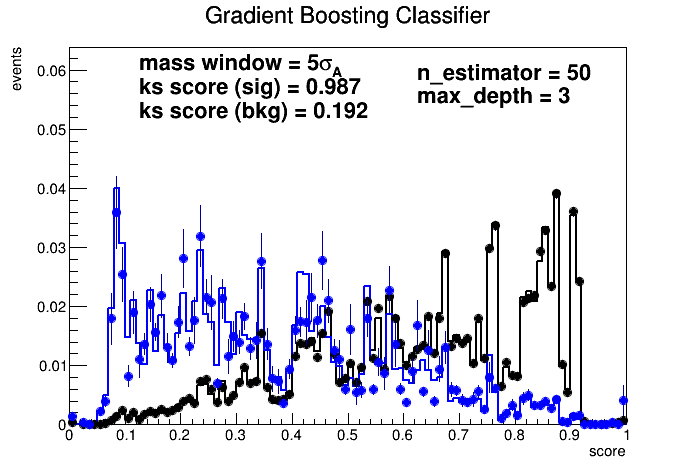 Gradient Boosting Classifier
events
mass window = 5σA
ks score (sig) = 0.987
ks score (bkg) = 0.192
n_estimator = 50
max_depth = 3
0.06
0.05
0.04
0.03
0.02
0.01
0
0 0.1 0.2 0.3 0.4 0.5 0.6 0.7 0.8 0.9 1
score